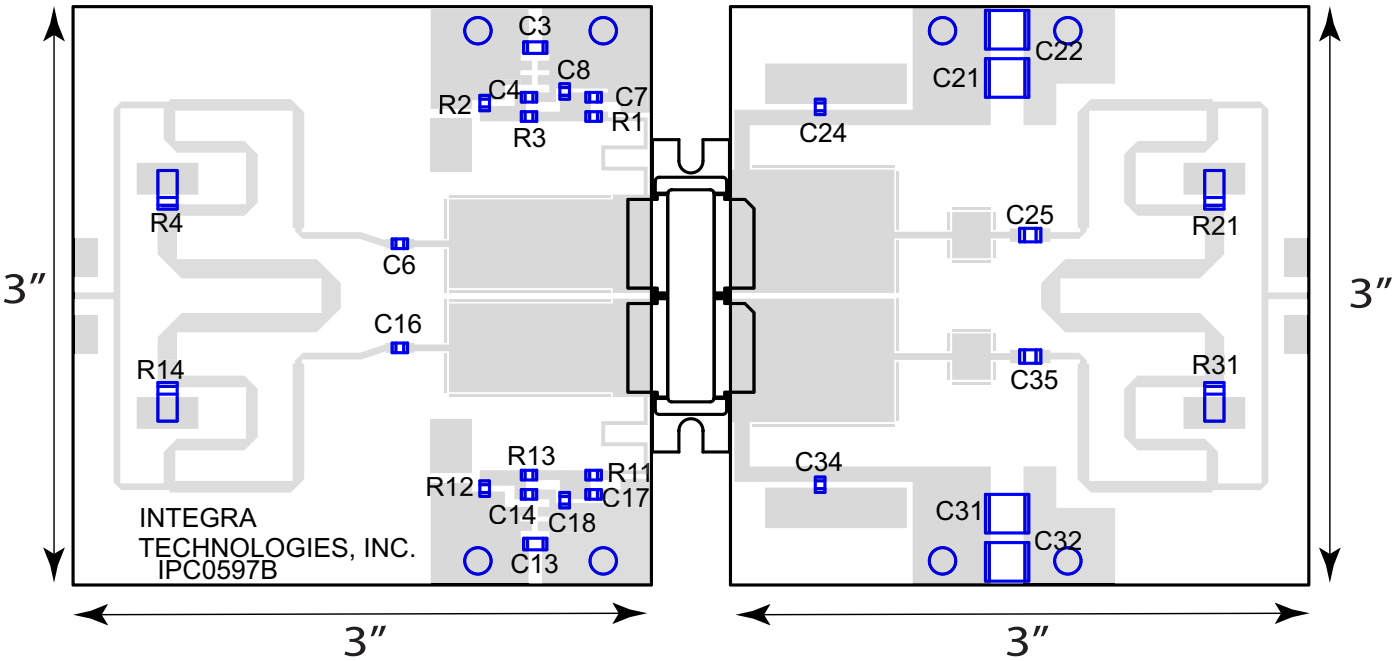 C3
C8
C4
C7
R2
R1
R3
R4
C6
C16
R14
R13
R11
R12
C17
C14
C18
C13
INTEGRA
TECHNOLOGIES, INC.
IPC0597B
C22
C21
C24
C25
R21
C35
R31
C34
C31
C32
3”
3”
3”
3”